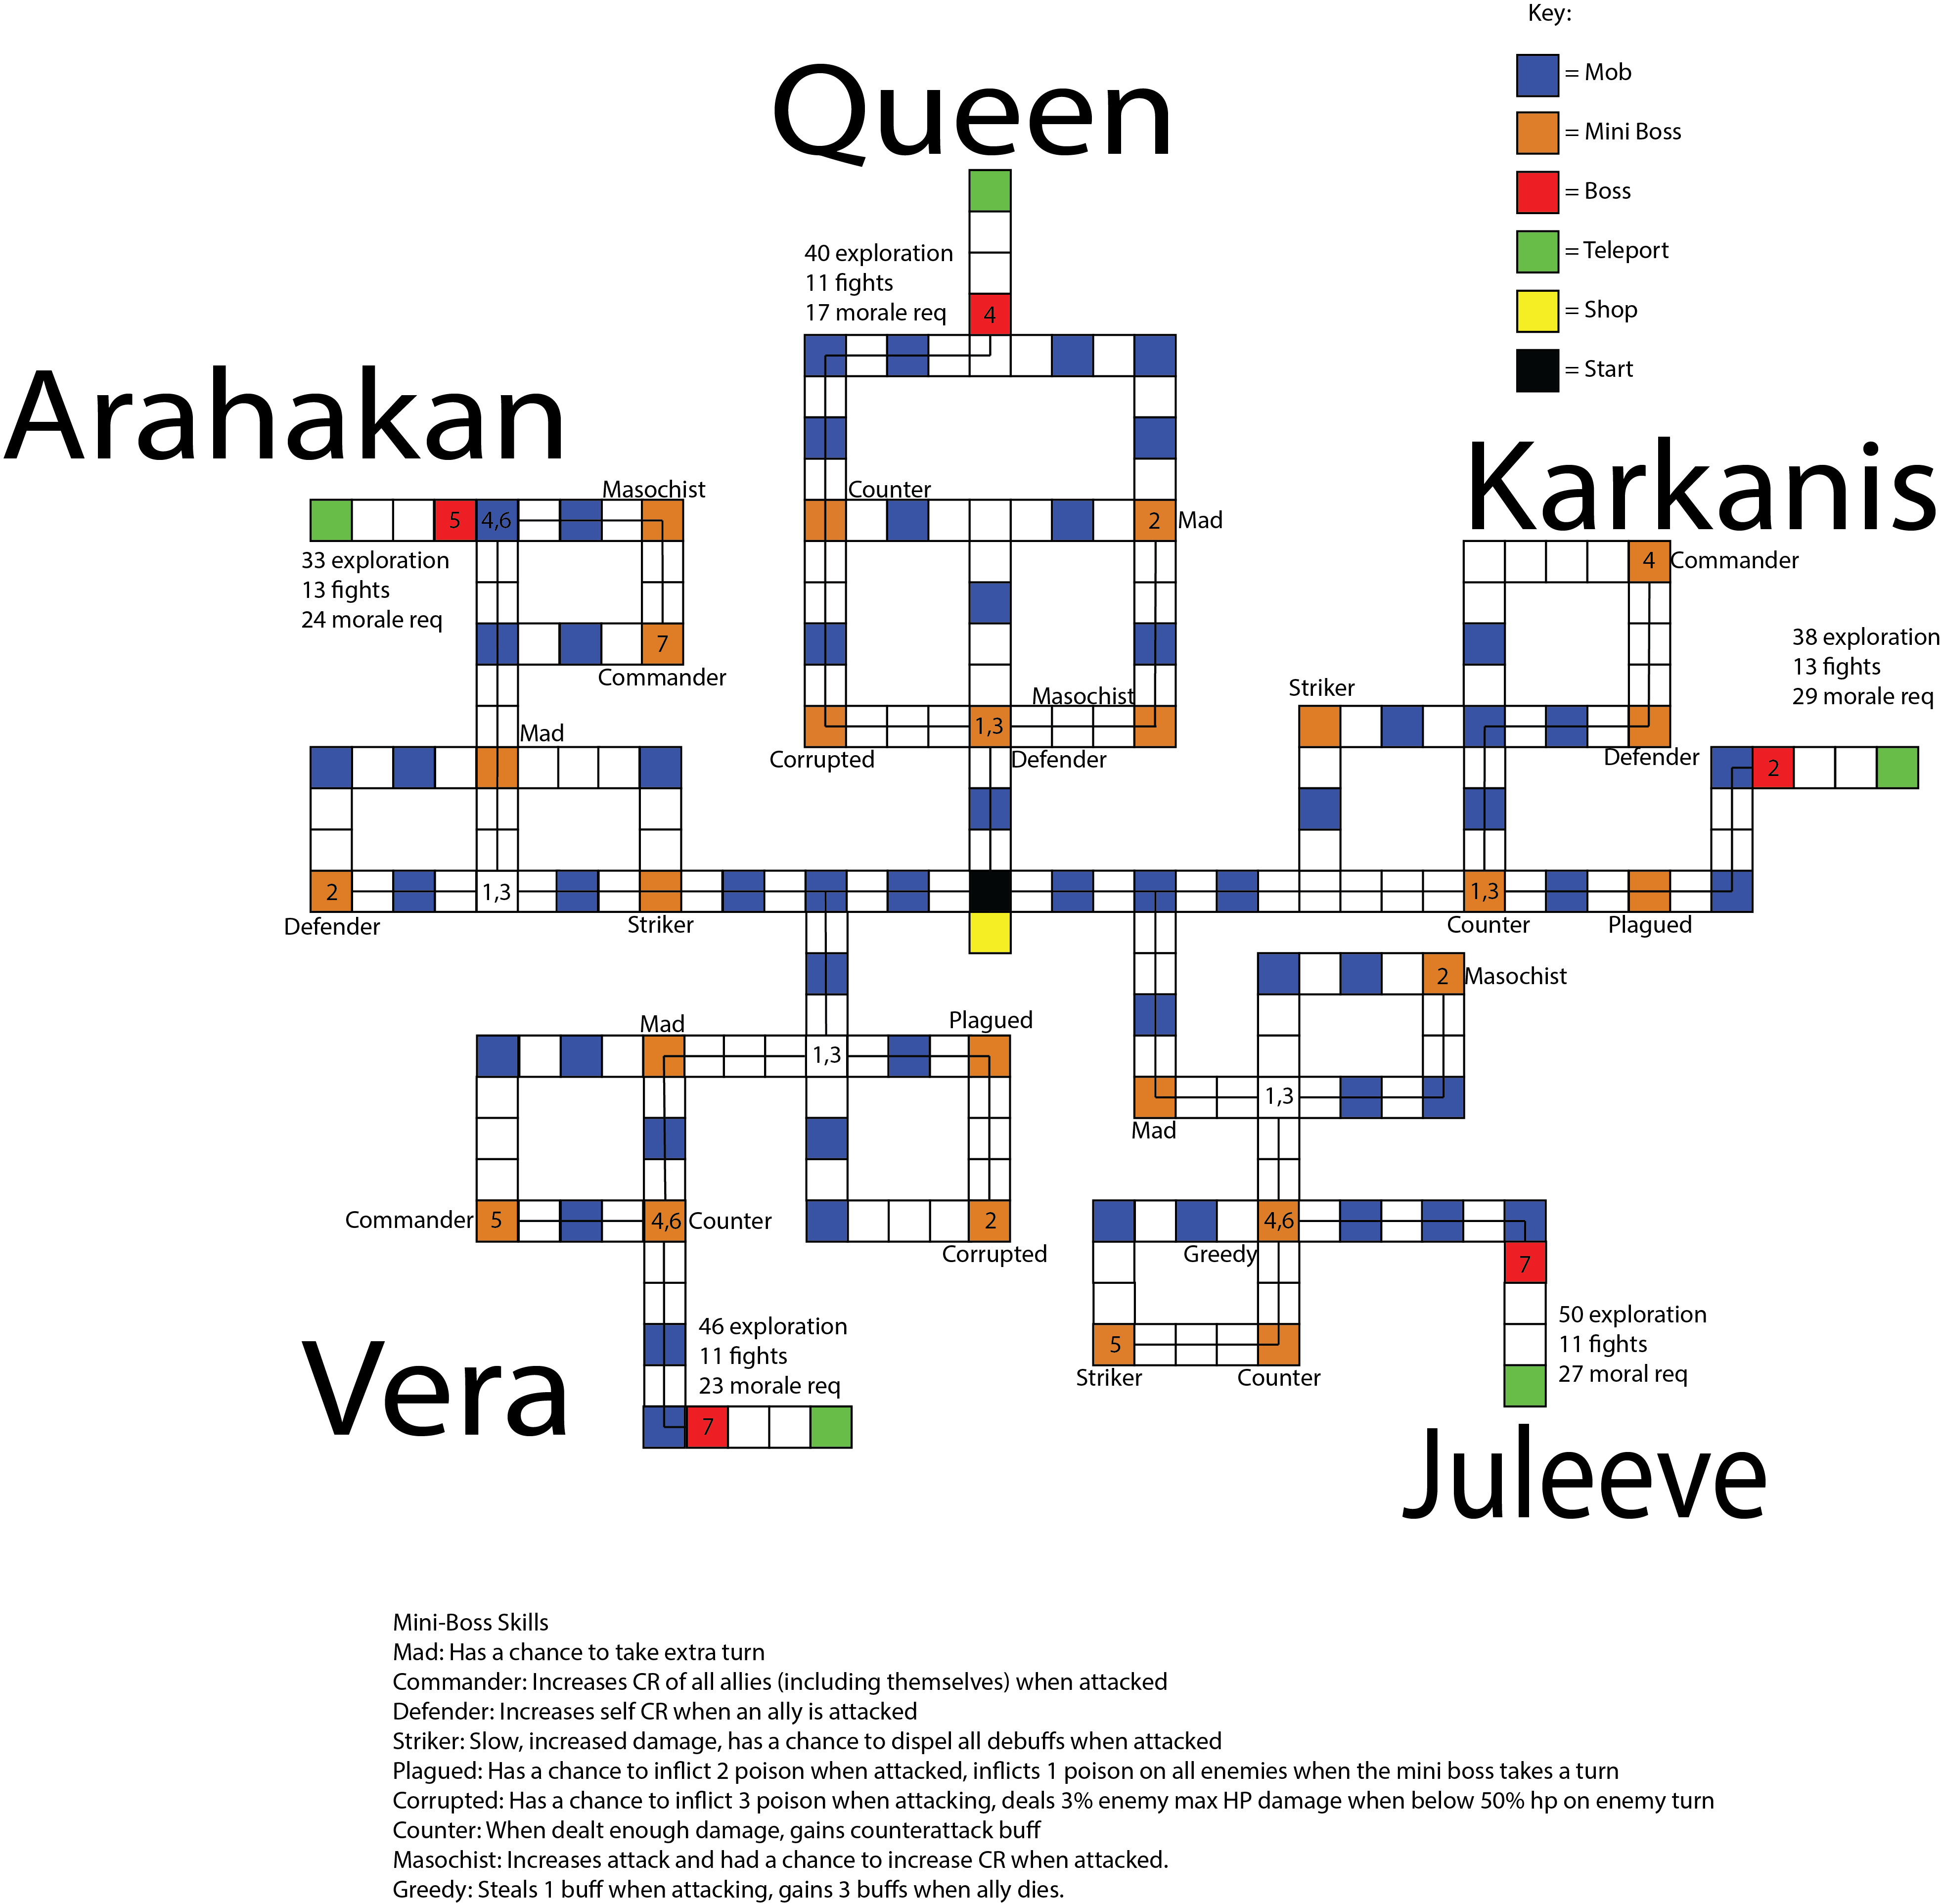 Key:
= Mob
= Mini Boss
= Boss
= Teleport
= Shop
= Start
Queen
40 exploration
11 fights
17 morale req
4
Counter
2
Mad
Masochist
1,3
Corrupted
Defender
Arahakan
Masochist
5
4,6
33 exploration
13 fights
24 morale req
7
Commander
Mad
2
1,3
Defender
Striker
Karkanis
4
Commander
38 exploration
13 fights
29 morale req
Striker
Defender
2
1,3
Counter
Plagued
Mad
Plagued
1,3
Commander
5
4,6
Counter
2
Corrupted
Vera
46 exploration
11 fights
23 morale req
7
2
Masochist
1,3
Mad
4,6
Greedy
7
5
Striker
Counter
50 exploration
11 fights
27 moral req
Juleeve
Mini-Boss Skills
Mad: Has a chance to take extra turn
Commander: Increases CR of all allies (including themselves) when attacked
Defender: Increases self CR when an ally is attacked
Striker: Slow, increased damage, has a chance to dispel all debuffs when attacked
Plagued: Has a chance to inflict 2 poison when attacked, inflicts 1 poison on all enemies when the mini boss takes a turn
Corrupted: Has a chance to inflict 3 poison when attacking, deals 3% enemy max HP damage when below 50% hp on enemy turn
Counter: When dealt enough damage, gains counterattack buff
Masochist: Increases attack and had a chance to increase CR when attacked.
Greedy: Steals 1 buff when attacking, gains 3 buffs when ally dies.